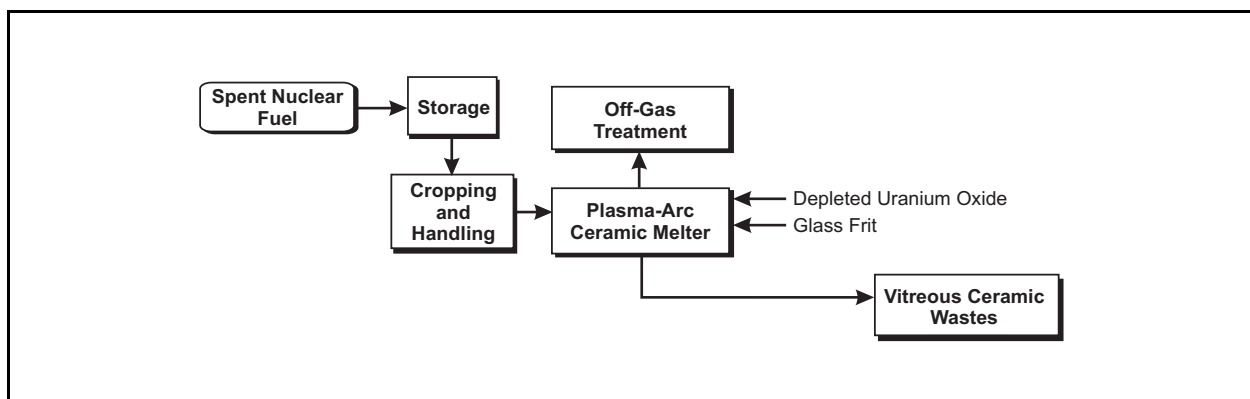 Spent Nuclear
Fuel
Storage
Off-Gas
Treatment
Cropping
and
Handling
Plasma-Arc
Ceramic Melter
Depleted Uranium Oxide
Glass Frit
Vitreous Ceramic
Wastes